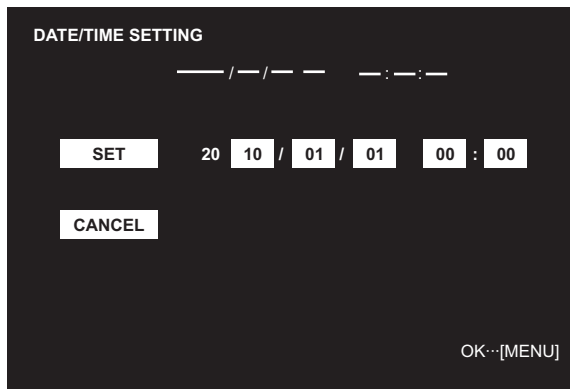 DATE/TIME SETTING
——/—/— — —:—:—
SET 20 10 / 01 / 01 00 : 00
CANCEL
OK···[MENU]